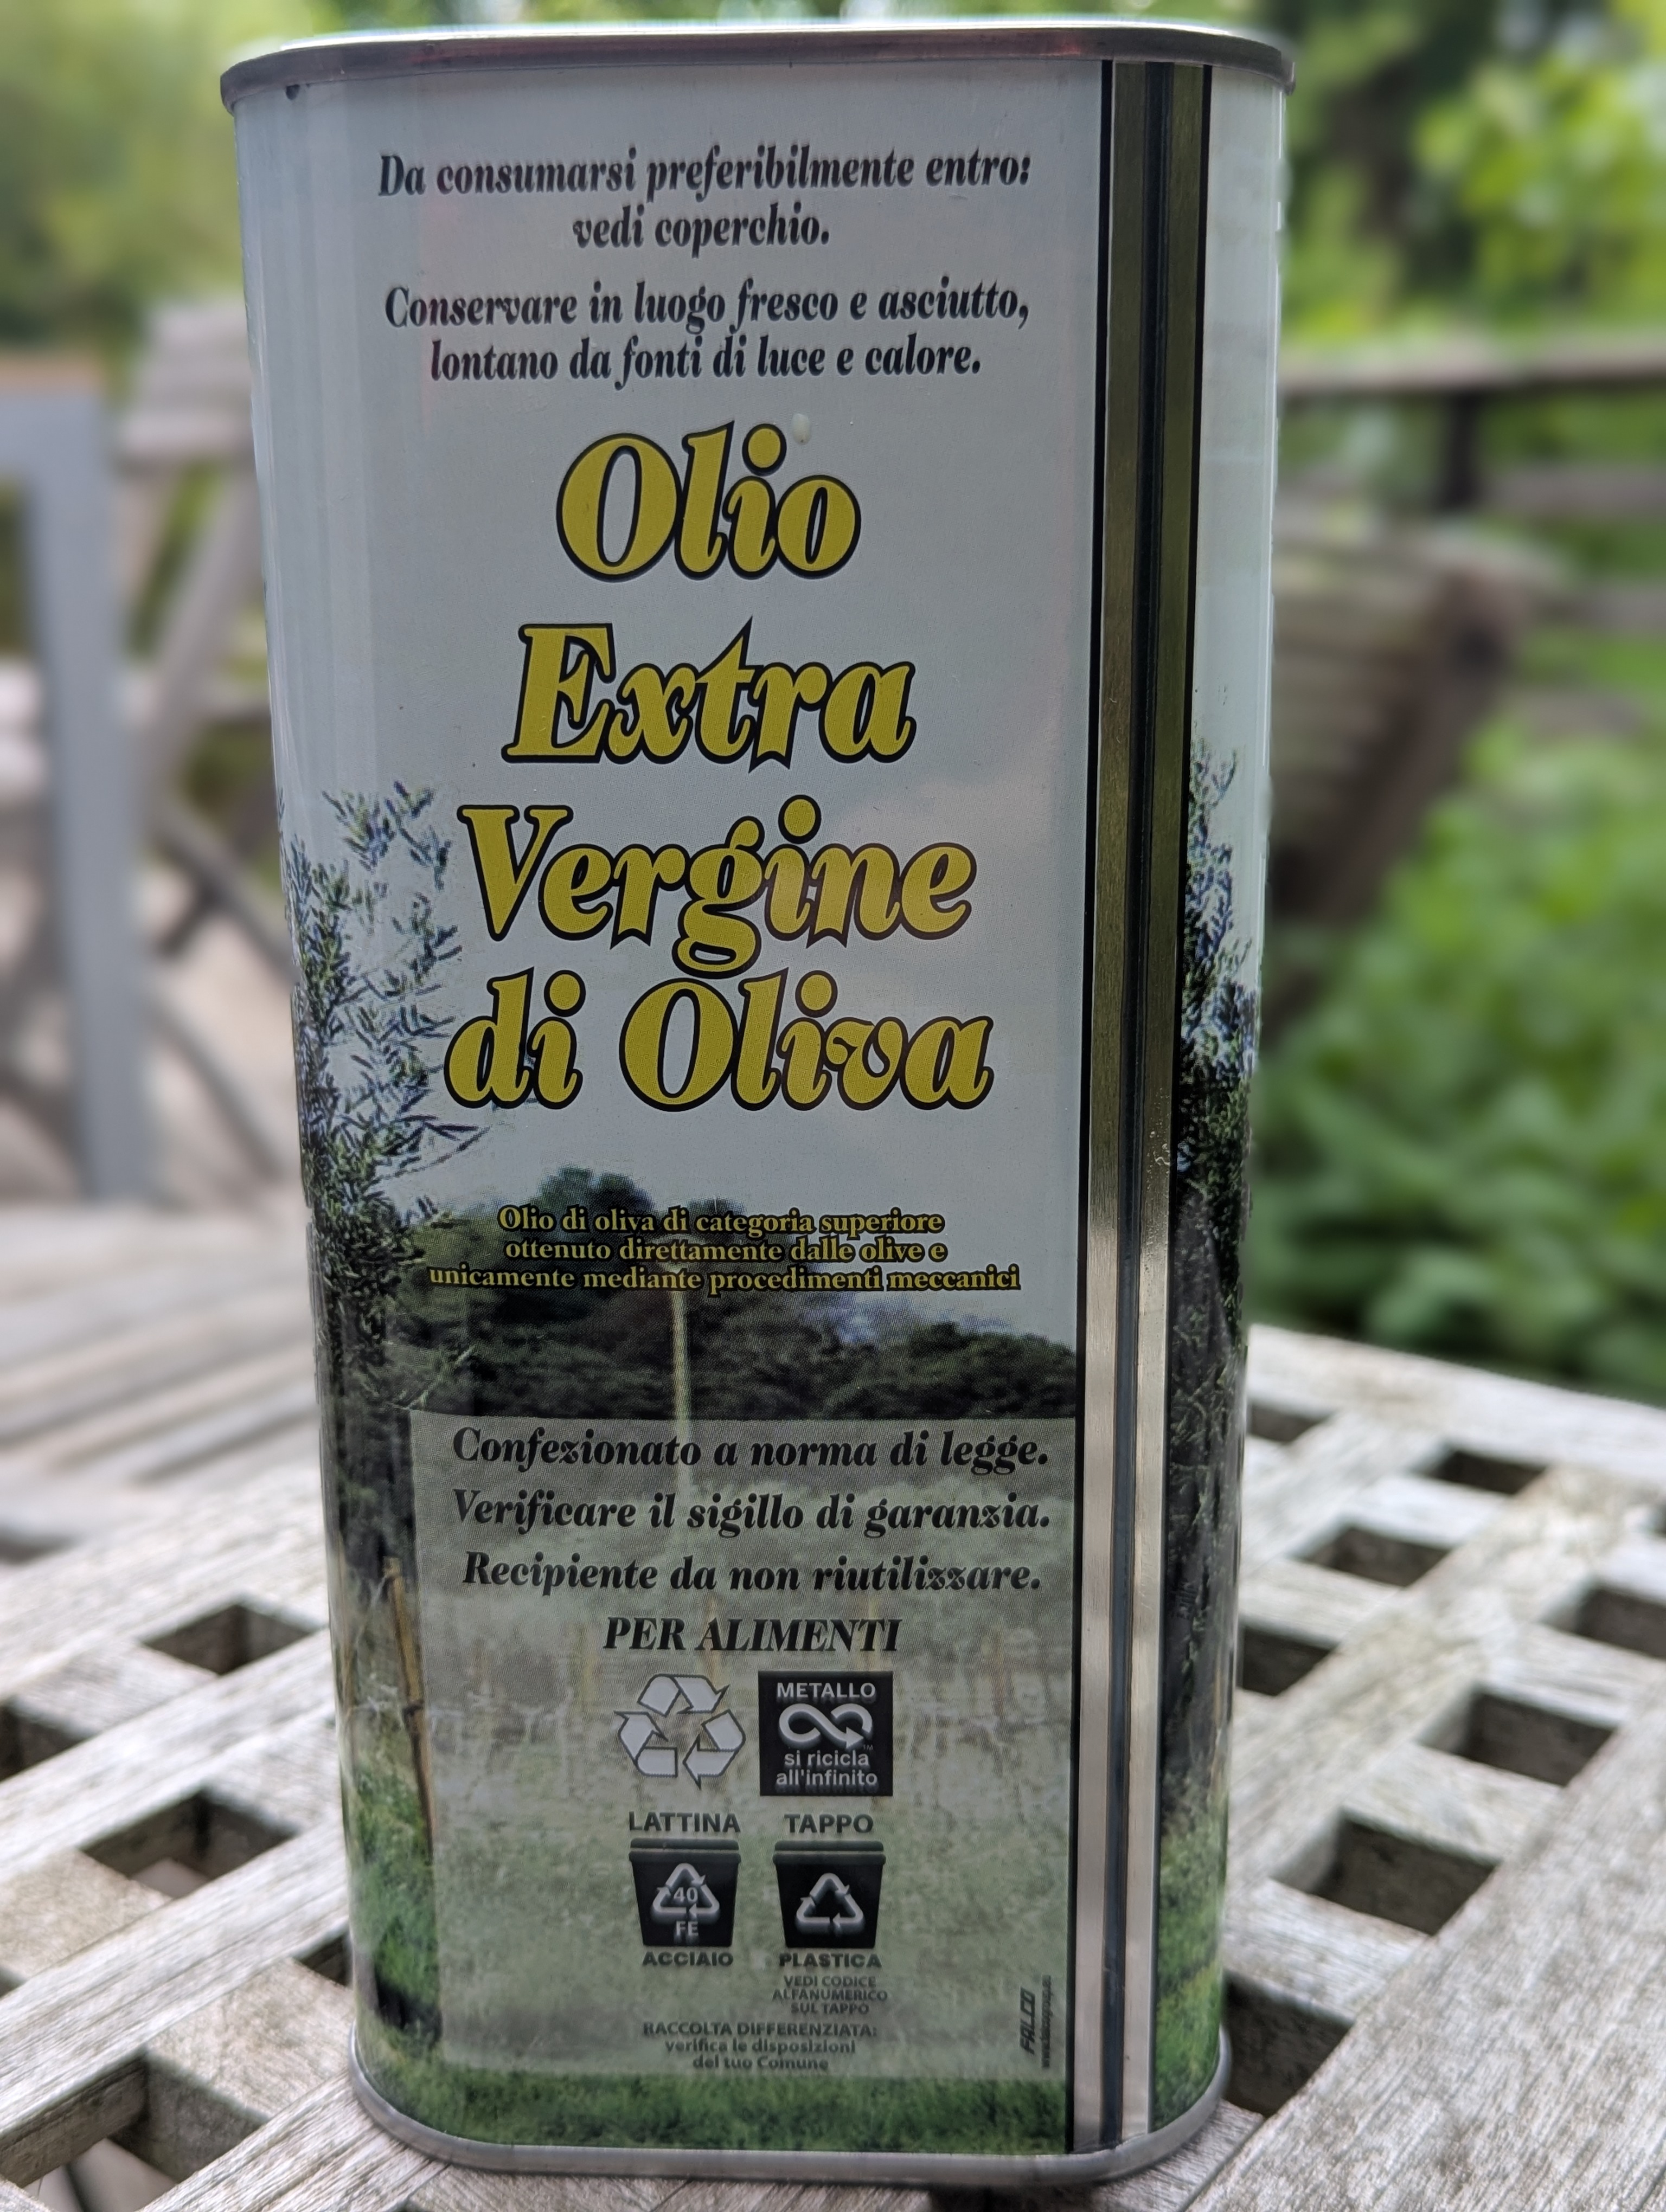 Da consumarsi preferibilmente entro:
vedi coperchio.
Conservare in luogo fresco e asciutto,
lontano da fonti di luce e calore.
Olio
Extra
Vergine
di Oliva
Olio di oliva di categoria superiore
ottenuto direttamente dalle olive e
unicamente mediante procedimenti meccanici
Confezionato a norma di legge.
Verificare il sigillo di garanzia.
Recipiente da non riutilizzare.
PER ALIMENTI
METALLO
si ricicla
all'infinito
LATTINA
40
FE
ACCIAIO
TAPPO
PLASTICA
VEDI CODICE
ALFANUMERICO
SUL TAPPO
RACCOLTA DIFFERENZIATA:
verifica le disposizioni
del tuo Comune
FALCO